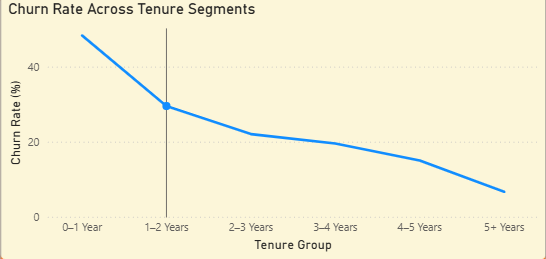 Churn Rate Across Tenure Segments
Churn Rate (%)
40
20
0
0–1 Year
1–2 Years
2–3 Years
3–4 Years
4–5 Years
5+ Years
Tenure Group